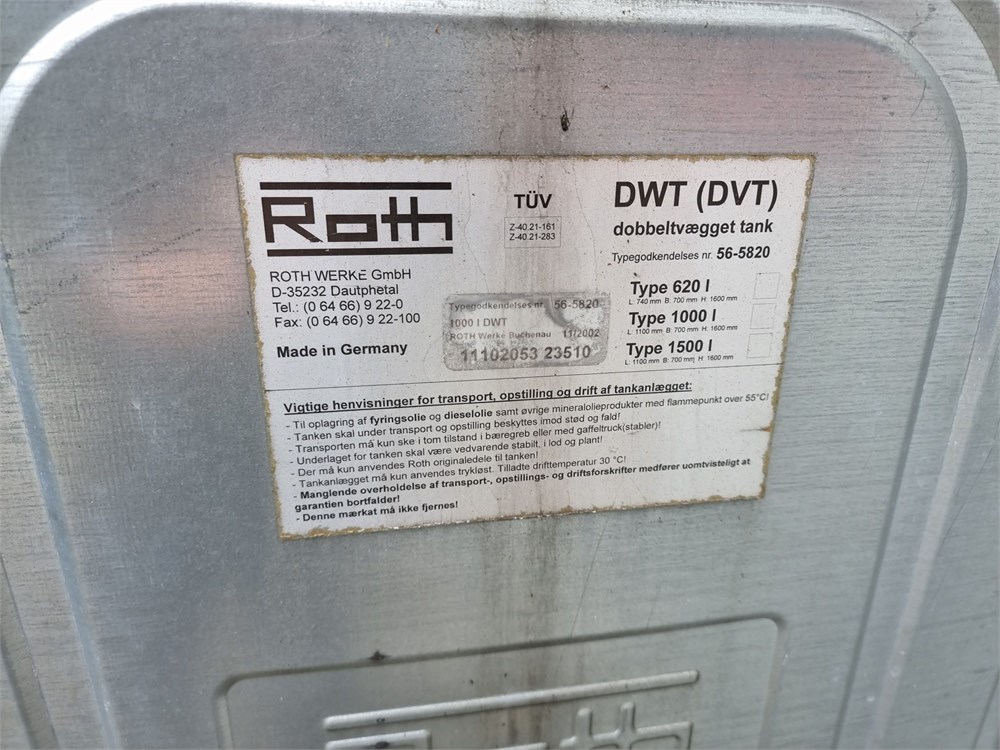 Roth
ROTH WERKE GmbH
D-35232 Dautphetal
Tel.: (0 64 66) 9 22-0
Fax: (0 64 66) 9 22-100
Made in Germany
TÜV
Z-40.21-161
Z-40.21-283
Typegodkendelses nr. 56-5820
1000 l DWT
ROTH Werke Buchenau 11/2002
11102053 23510
DWT (DVT)
dobbeltvægget tank
Typegodkendelses nr. 56-5820
Type 620 l
L: 740 mm B: 700 mm H: 1600 mm
Type 1000 l
L: 1100 mm B: 700 mm H: 1600 mm
Type 1500 l
L: 1100 mm B: 700 mm H: 1600 mm
Vigtige henvisninger for transport, opstilling og drift af tankanlægget:
- Til oplagring af fyringsolie og dieselolie samt øvrige mineralolieprodukter med flammepunkt over 55°C!
- Tanken skal under transport og opstilling beskyttes imod stød og fald!
- Transporten må kun ske i tom tilstand i bæregreb eller med gaffeltruck(stabler)!
- Underlaget for tanken skal være vedvarende stabilt, i lod og plant!
- Der må kun anvendes Roth originaledele til tanken!
- Tankanlægget må kun anvendes trykløst. Tilladte drifttemperatur 30 °C!
- Manglende overholdelse af transport-, opstillings- og driftsforskrifter medfører uomtvisteligt at
garantien bortfalder!
- Denne mærkat må ikke fjernes!
Roth